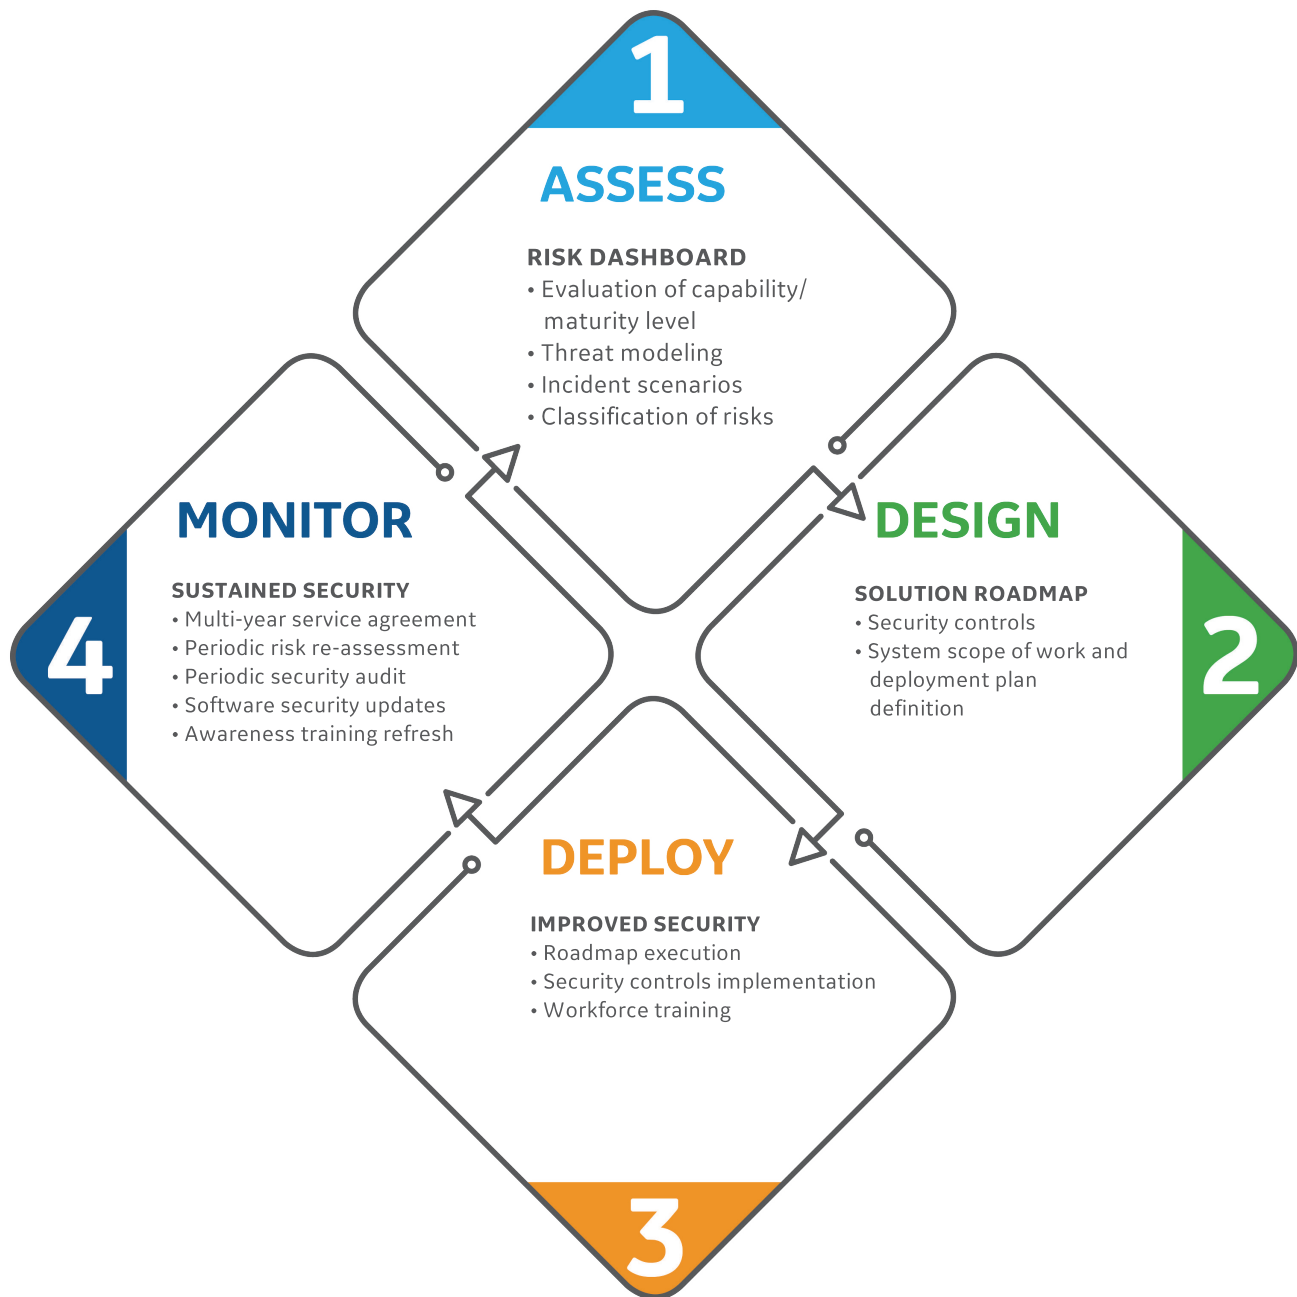 1
ASSESS
RISK DASHBOARD
• Evaluation of capability/
maturity level
• Threat modeling
• Incident scenarios
• Classification of risks
DESIGN
SOLUTION ROADMAP
• Security controls
• System scope of work and
deployment plan
definition
2
DEPLOY
IMPROVED SECURITY
• Roadmap execution
• Security controls implementation
• Workforce training
3
MONITOR
SUSTAINED SECURITY
• Multi-year service agreement
• Periodic risk re-assessment
• Periodic security audit
• Software security updates
• Awareness training refresh
4